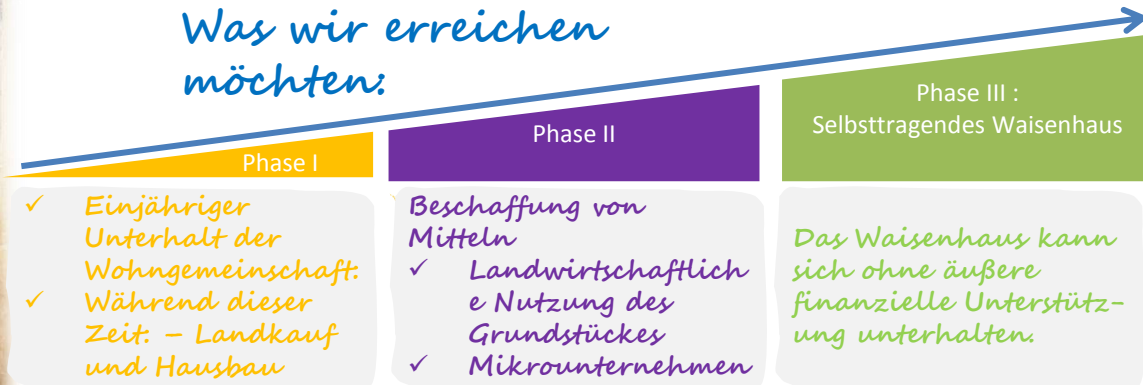 Was wir erreichen
möchten:
Phase I
✓ Einjähriger
Unterhalt der
Wohngemeinschaft:
✓ Während dieser
Zeit: – Landkauf
und Hausbau
Phase II
Beschaffung von
Mitteln
✓ Landwirtschaftlich
e Nutzung des
Grundstückes
✓ Mikrounternehmen
Phase III :
Selbsttragendes Waisenhaus
Das Waisenhaus kann
sich ohne äußere
finanzielle Unterstütz-
ung unterhalten.